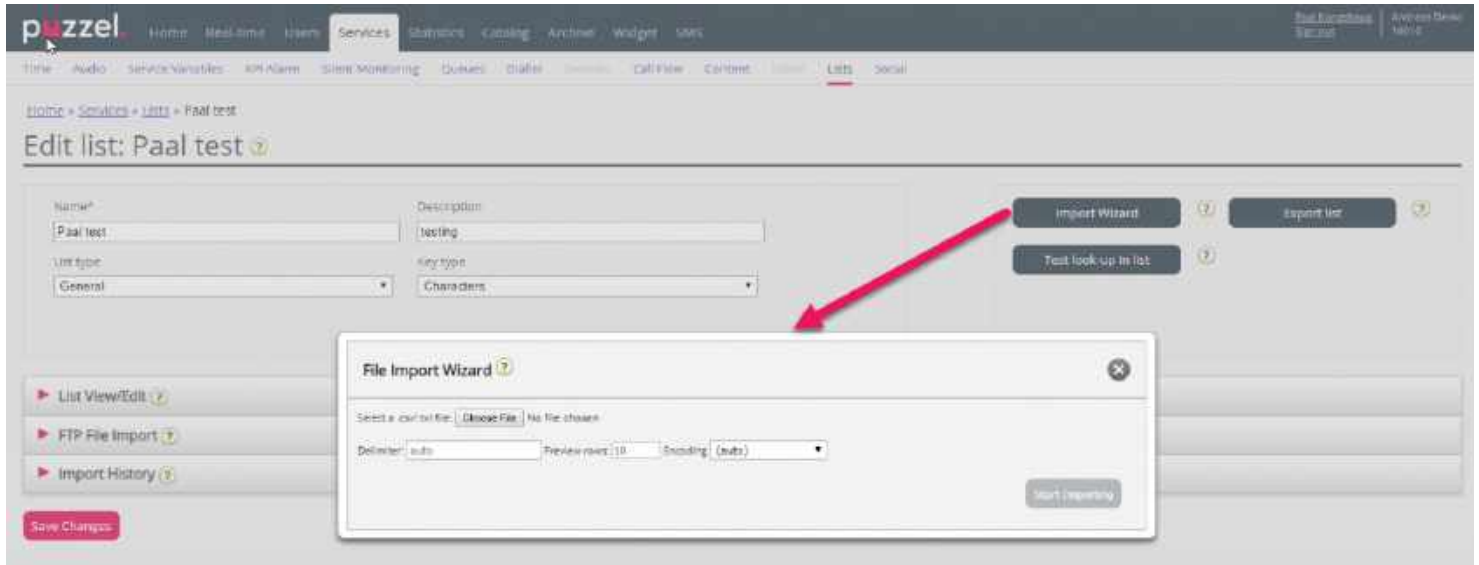 puzzel.
Home Real-time Users Services Statistics Catalog Archive Widget SMS
Time Audio Service Variables KPI Alarm Silent Monitoring Queues Dialler Call Flow Content Lists Social
Home » Services » Lists » Paal test
Edit list: Paal test ?
Name* Description
Paal test testing
List type Key type
General Characters
Import Wizard ? Export list ?
Test look-up in list ?
File Import Wizard ?
Select a .csv/.txt file: Choose File No file chosen
Delimiter: auto Preview rows: 10 Encoding: (auto)
Start Importing
List View/Edit ?
FTP File Import ?
Import History ?
Save Changes